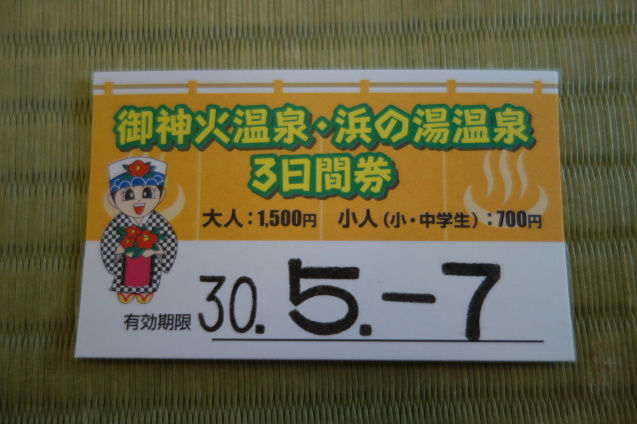 御神火温泉・浜の湯温泉
3日間券
大人：1,500円 小人（小・中学生）：700円
有効期限 30. 5. -7